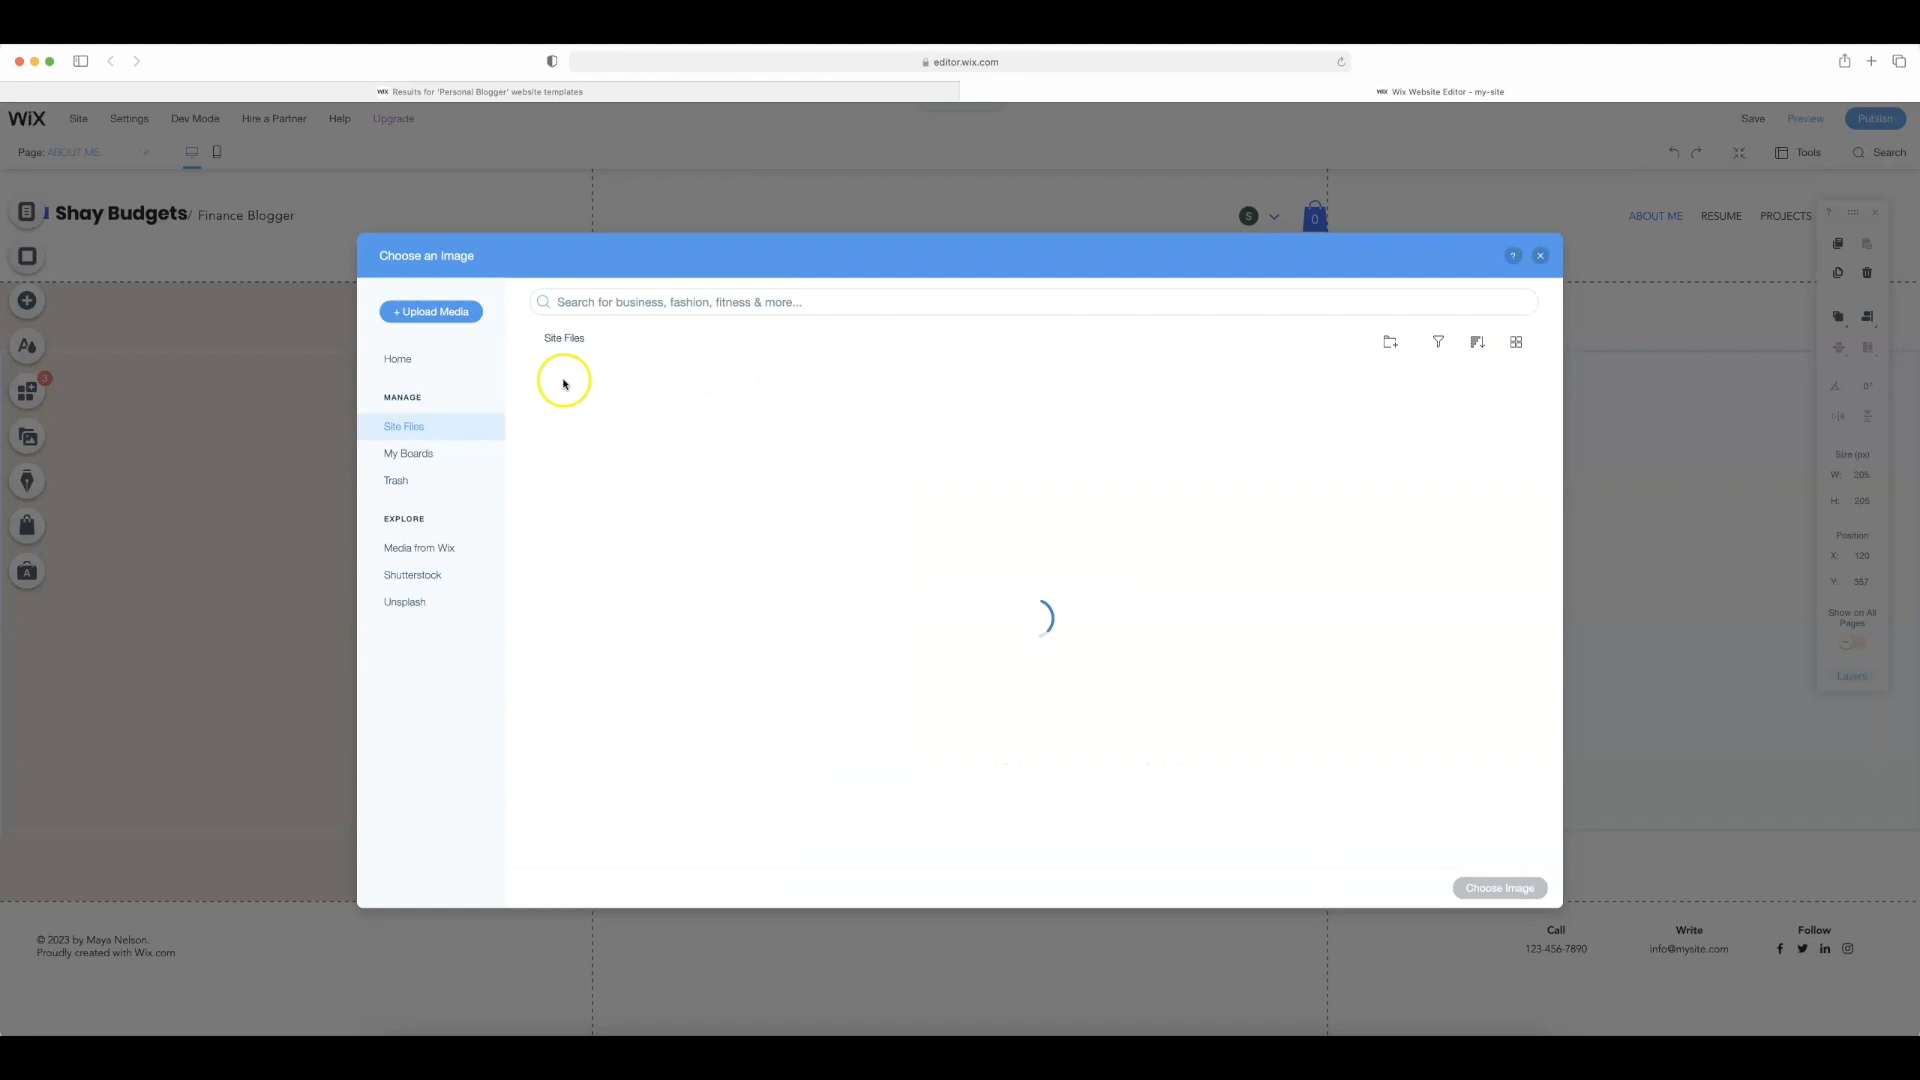 editor.wix.com
WIX Results for 'Personal Blogger' website templates
WIX Wix Website Editor - my-site
WiX Site Settings Dev Mode Hire a Partner Help Upgrade Save Preview Publish
Page: ABOUT ME Tools Search
Shay Budgets/ Finance Blogger S 0 ABOUT ME RESUME PROJECTS ?
Choose an Image ?
+ Upload Media Search for business, fashion, fitness & more...
Site Files
Home
3
MANAGE
0°
Site Files
My Boards
Size (px)
W: 205
Trash
H: 205
EXPLORE
Position
Media from Wix
X: 120
Shutterstock
Y: 357
Unsplash
Show on All
Pages
Layers
Choose Image
Call Write Follow
123-456-7890 info@mysite.com
© 2023 by Maya Nelson.
Proudly created with Wix.com